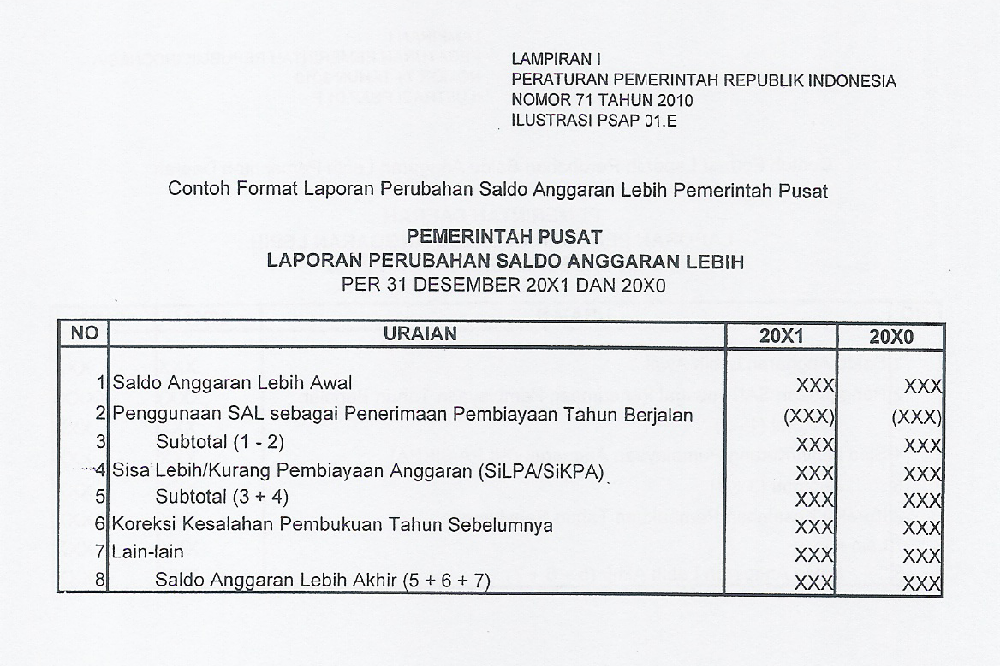 LAMPIRAN I
PERATURAN PEMERINTAH REPUBLIK INDONESIA
NOMOR 71 TAHUN 2010
ILUSTRASI PSAP 01.E
Contoh Format Laporan Perubahan Saldo Anggaran Lebih Pemerintah Pusat
PEMERINTAH PUSAT
LAPORAN PERUBAHAN SALDO ANGGARAN LEBIH
PER 31 DESEMBER 20X1 DAN 20X0
NO URAIAN 20X1 20X0
1 Saldo Anggaran Lebih Awal XXX XXX
2 Penggunaan SAL sebagai Penerimaan Pembiayaan Tahun Berjalan (XXX) (XXX)
3 Subtotal (1 - 2) XXX XXX
4 Sisa Lebih/Kurang Pembiayaan Anggaran (SiLPA/SiKPA) XXX XXX
5 Subtotal (3 + 4) XXX XXX
6 Koreksi Kesalahan Pembukuan Tahun Sebelumnya XXX XXX
7 Lain-lain XXX XXX
8 Saldo Anggaran Lebih Akhir (5 + 6 + 7) XXX XXX